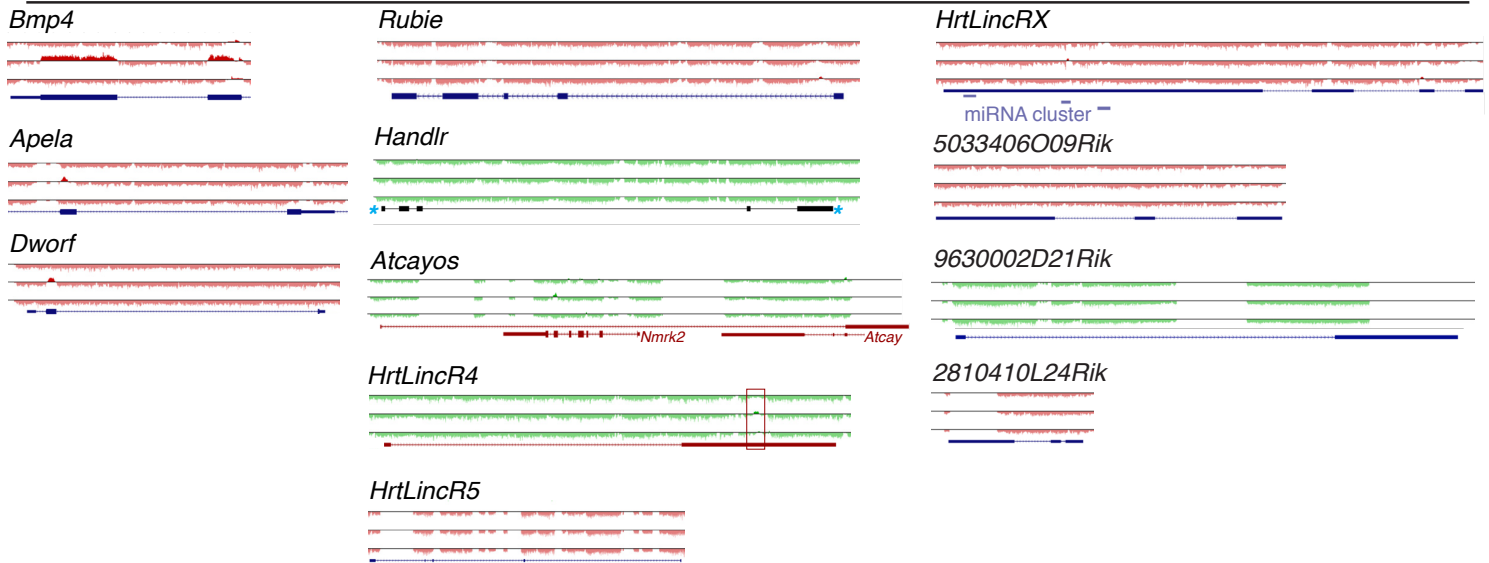 Bmp4
Apela
Dworf
Rubie
Handlr
*
*
Atcayos
Nmrk2
Atcay
HrtLincR4
HrtLincR5
HrtLincRX
miRNA cluster
5033406O09Rik
9630002D21Rik
2810410L24Rik